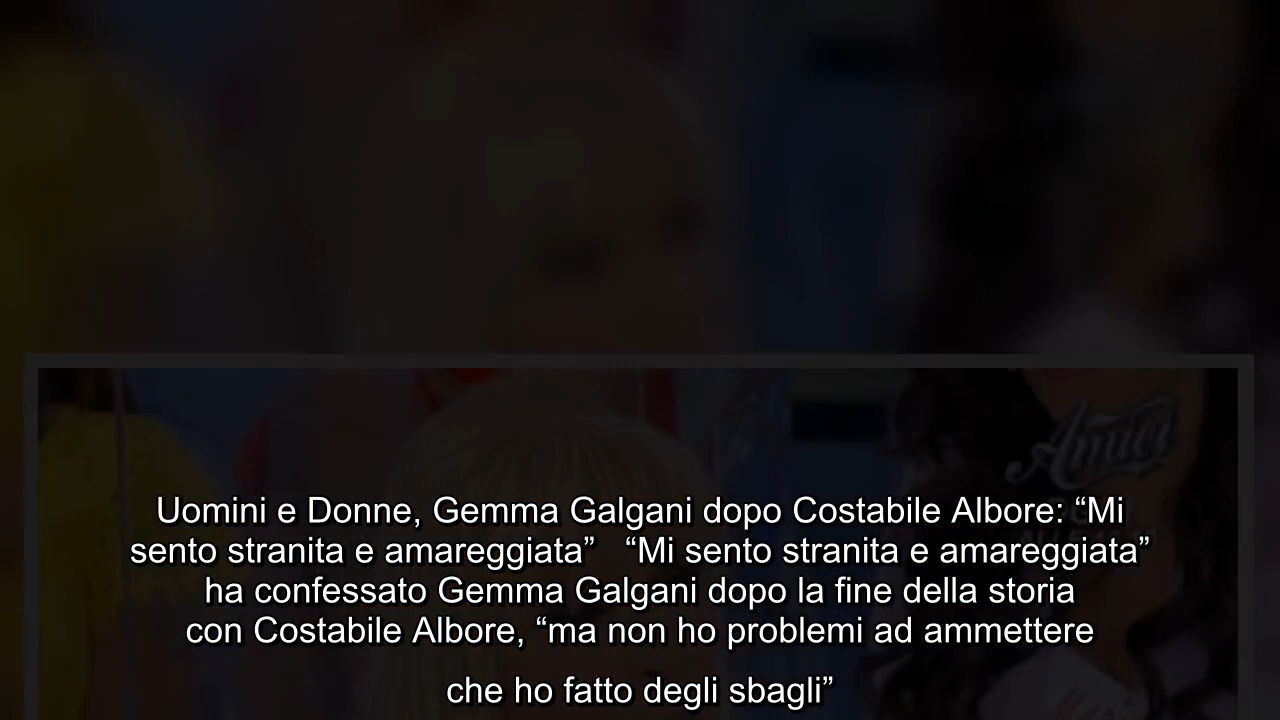 Amici
Uomini e Donne, Gemma Galgani dopo Costabile Albore: “Mi
sento stranita e amareggiata” “Mi sento stranita e amareggiata”
ha confessato Gemma Galgani dopo la fine della storia
con Costabile Albore, “ma non ho problemi ad ammettere
che ho fatto degli sbagli”